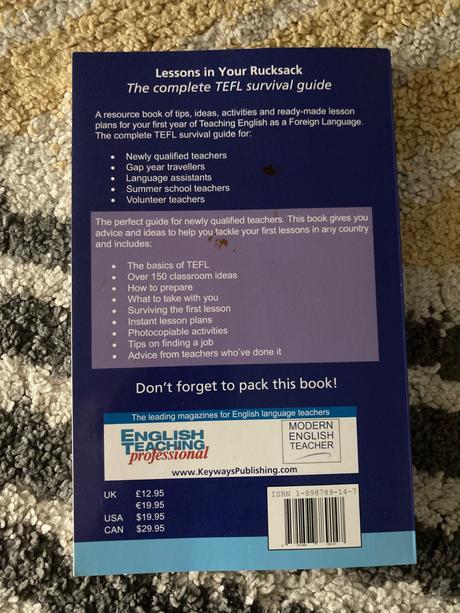 Lessons in Your Rucksack
The complete TEFL survival guide
A resource book of tips, ideas, activities and ready-made lesson
plans for your first year of Teaching English as a Foreign Language.
The complete TEFL survival guide for:
• Newly qualified teachers
• Gap year travellers
• Language assistants
• Summer school teachers
• Volunteer teachers
The perfect guide for newly qualified teachers. This book gives you
advice and ideas to help you tackle your first lessons in any country
and includes:
• The basics of TEFL
• Over 150 classroom ideas
• How to prepare
• What to take with you
• Surviving the first lesson
• Instant lesson plans
• Photocopiable activities
• Tips on finding a job
• Advice from teachers who've done it
Don't forget to pack this book!
The leading magazines for English language teachers
ENGLISH
TEACHING
professional
MODERN
ENGLISH
TEACHER
www.KeywaysPublishing.com
UK £12.95
€19.95
USA $19.95
CAN $29.95
ISBN 1-898789-14-7